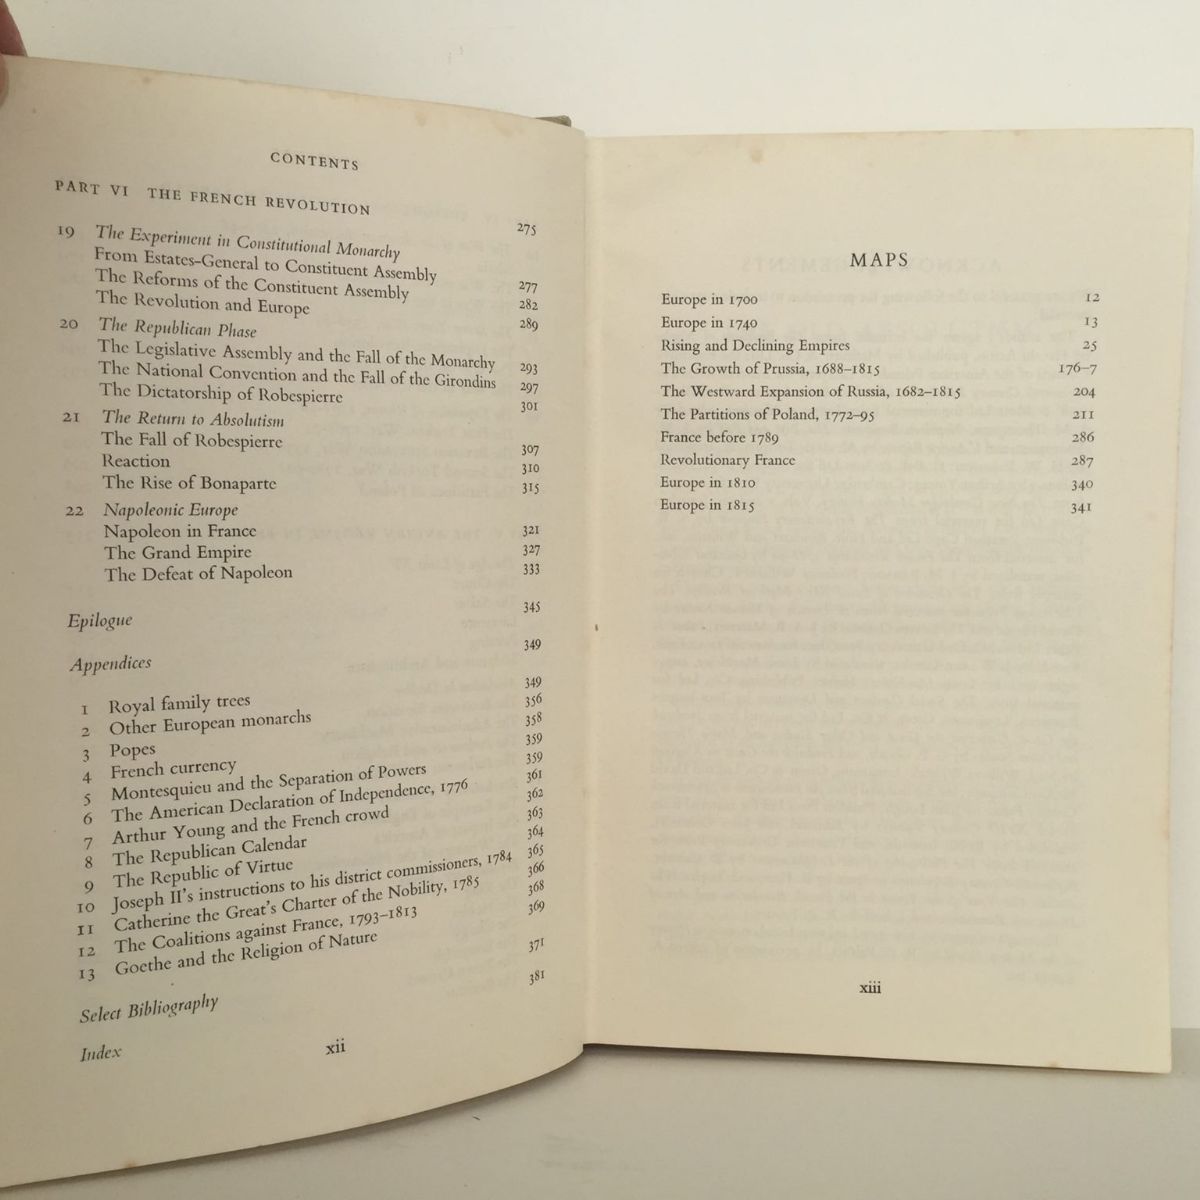 CONTENTS
PART VI THE FRENCH REVOLUTION 275
19 The Experiment in Constitutional Monarchy
From Estates-General to Constituent Assembly 277
The Reforms of the Constituent Assembly 282
The Revolution and Europe 289
20 The Republican Phase
The Legislative Assembly and the Fall of the Monarchy 293
The National Convention and the Fall of the Girondins 297
The Dictatorship of Robespierre 301
21 The Return to Absolutism
The Fall of Robespierre 307
Reaction 310
The Rise of Bonaparte 315
22 Napoleonic Europe
Napoleon in France 321
The Grand Empire 327
The Defeat of Napoleon 333
Epilogue 345
Appendices 349
1 Royal family trees 349
2 Other European monarchs 356
3 Popes 358
4 French currency 359
5 Montesquieu and the Separation of Powers 359
6 The American Declaration of Independence, 1776 361
7 Arthur Young and the French crowd 362
8 The Republican Calendar 363
9 The Republic of Virtue 364
10 Joseph II's instructions to his district commissioners, 1784 365
11 Catherine the Great's Charter of the Nobility, 1785 366
12 The Coalitions against France, 1793–1813 368
13 Goethe and the Religion of Nature 369
Select Bibliography 371
Index 381
xii
MAPS
Europe in 1700 12
Europe in 1740 13
Rising and Declining Empires 25
The Growth of Prussia, 1688–1815 176–7
The Westward Expansion of Russia, 1682–1815 204
The Partitions of Poland, 1772–95 211
France before 1789 286
Revolutionary France 287
Europe in 1810 340
Europe in 1815 341
xiii